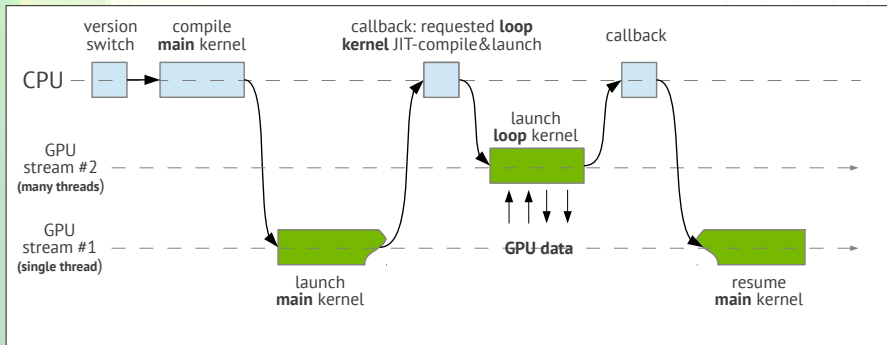 version
switch
compile
main kernel
callback: requested loop
kernel JIT-compile&launch
callback
CPU
launch
loop kernel
GPU
stream #2
(many threads)
GPU
stream #1
(single thread)
GPU data
launch
main kernel
resume
main kernel